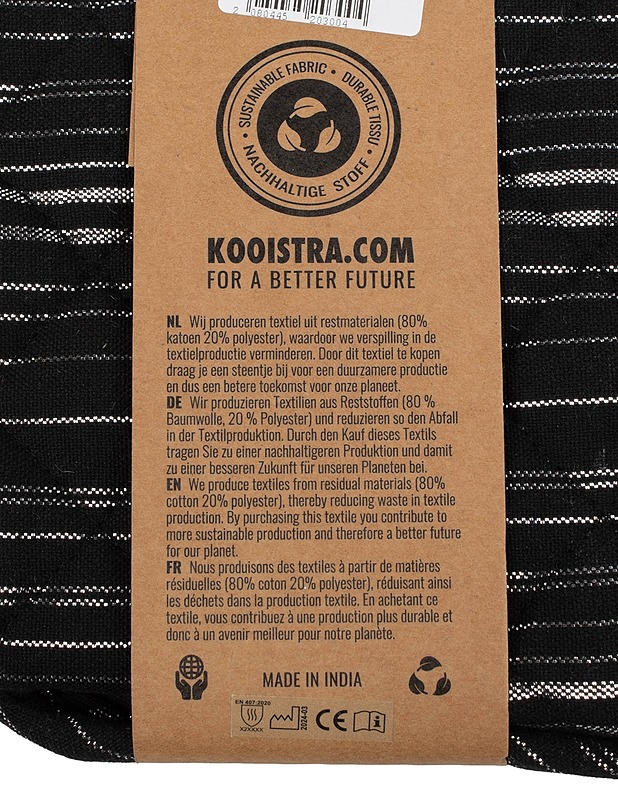 2 080445 203004
• SUSTAINABLE FABRIC • DURABLE TISSU •
NACHHALTIGE STOFF
KOOISTRA.COM
FOR A BETTER FUTURE
NL Wij produceren textiel uit restmaterialen (80%
katoen 20% polyester), waardoor we verspilling in de
textielproductie verminderen. Door dit textiel te kopen
draag je een steentje bij voor een duurzamere productie
en dus een betere toekomst voor onze planeet.
DE Wir produzieren Textilien aus Reststoffen (80 %
Baumwolle, 20 % Polyester) und reduzieren so den Abfall
in der Textilproduktion. Durch den Kauf dieses Textils
tragen Sie zu einer nachhaltigeren Produktion und damit
zu einer besseren Zukunft für unseren Planeten bei.
EN We produce textiles from residual materials (80%
cotton 20% polyester), thereby reducing waste in textile
production. By purchasing this textile you contribute to
more sustainable production and therefore a better future
for our planet.
FR Nous produisons des textiles à partir de matières
résiduelles (80% coton 20% polyester), réduisant ainsi
les déchets dans la production textile. En achetant ce
textile, vous contribuez à une production plus durable et
donc à un avenir meilleur pour notre planète.
MADE IN INDIA
EN 407:2020
X2XXXX
2024-03
CE